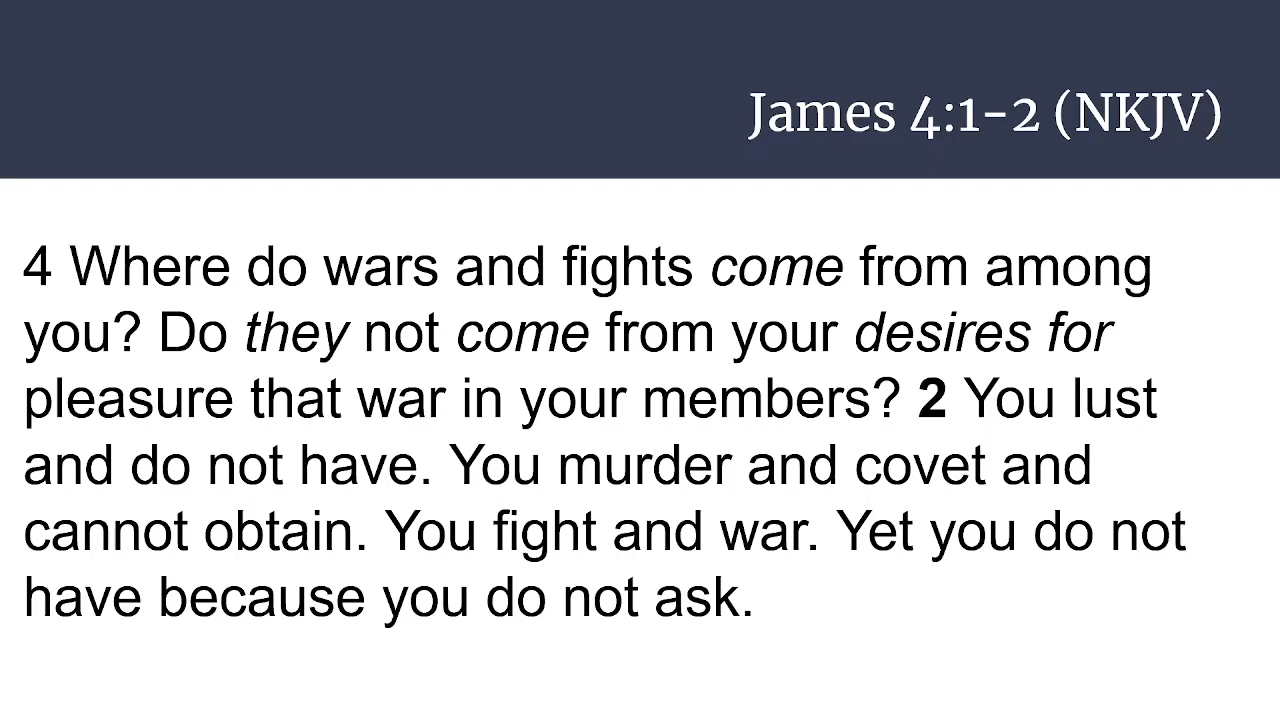 James 4:1-2 (NKJV)
4 Where do wars and fights come from among
you? Do they not come from your desires for
pleasure that war in your members? 2 You lust
and do not have. You murder and covet and
cannot obtain. You fight and war. Yet you do not
have because you do not ask.